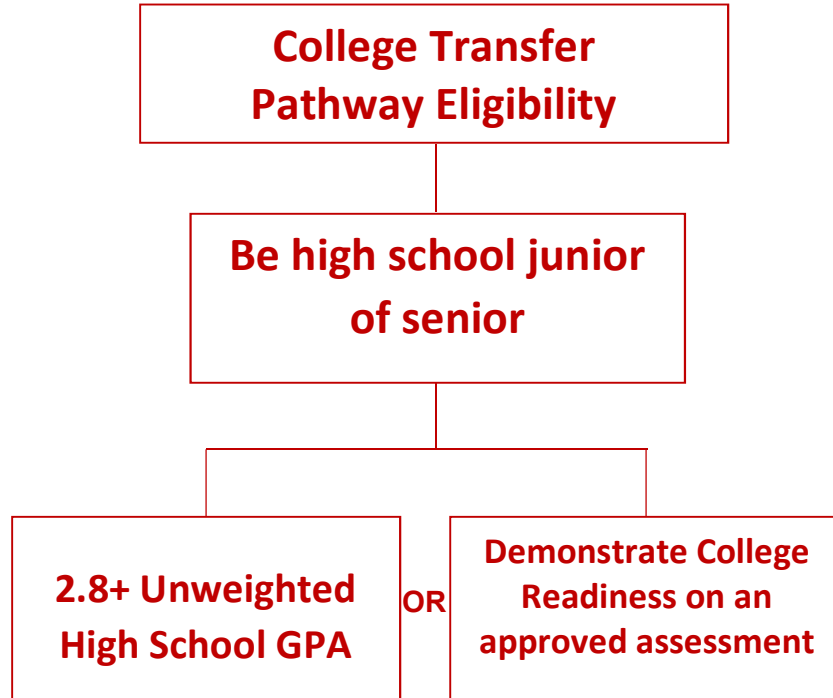 College Transfer
Pathway Eligibility
Be high school junior
of senior
2.8+ Unweighted
High School GPA
OR
Demonstrate College
Readiness on an
approved assessment